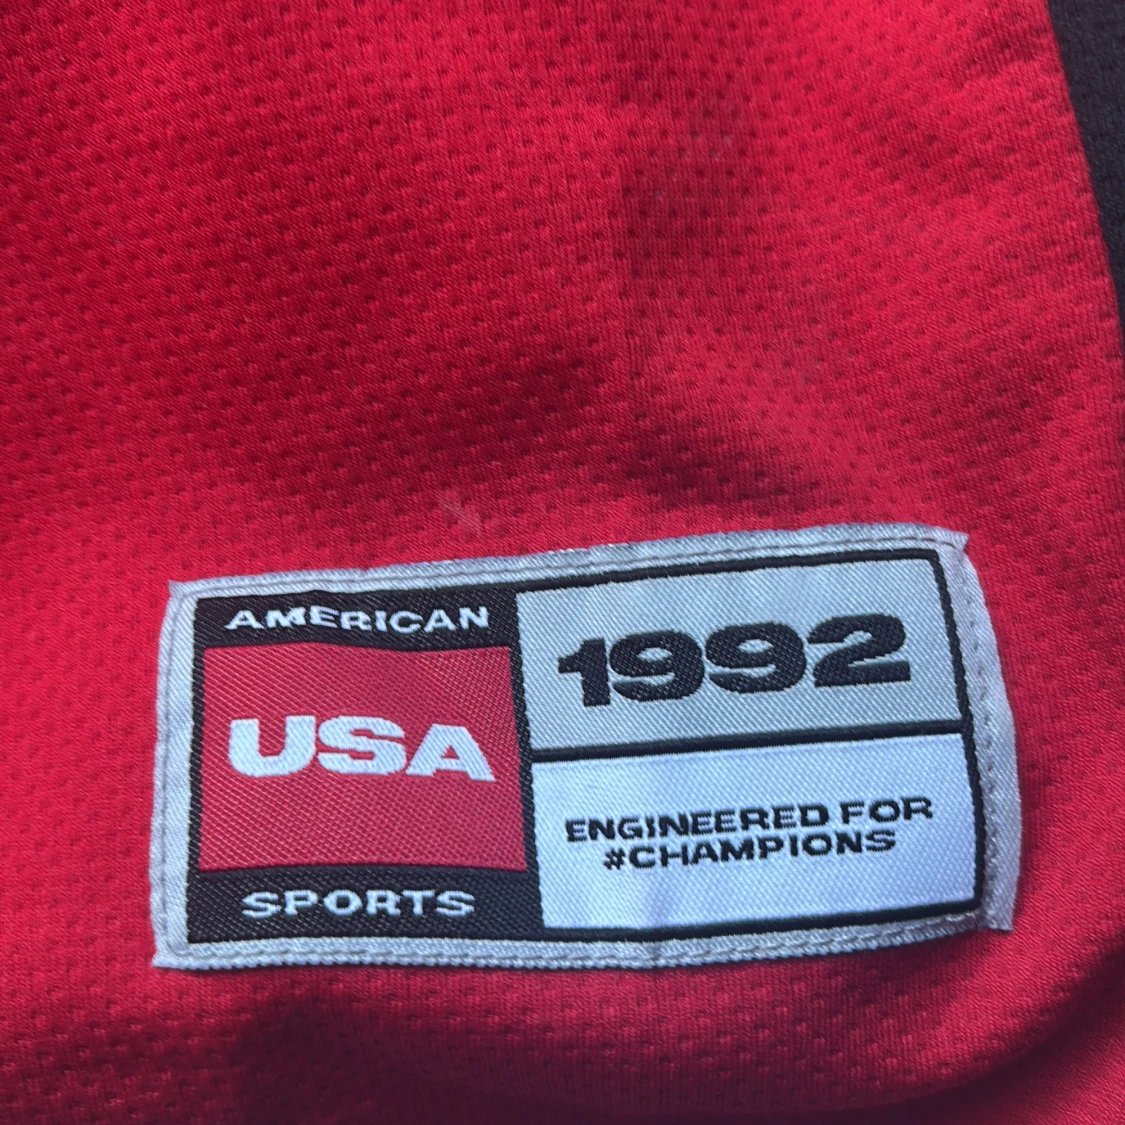 AMERICAN
USA
SPORTS
1992
ENGINEERED FOR
#CHAMPIONS